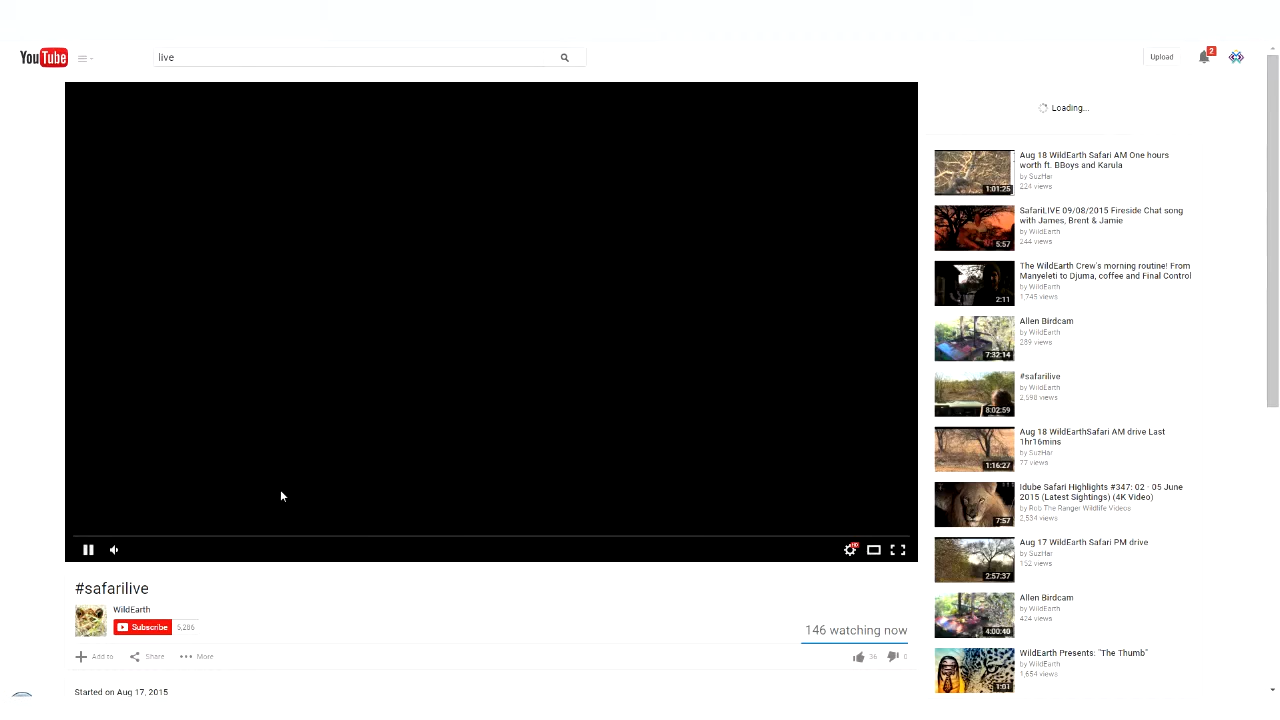 YouTube
live
Upload
2
Loading...
Aug 18 WildEarth Safari AM One hours
worth ft. BBoys and Karula
by SuzHar
224 views
1:01:25
SafariLIVE 09/08/2015 Fireside Chat song
with James, Brent & Jamie
by WildEarth
244 views
5:57
The WildEarth Crew's morning routine! From
Manyeleti to Djuma, coffee and Final Control
by WildEarth
1,745 views
2:11
Allen Birdcam
by WildEarth
289 views
7:32:14
#safarilive
by WildEarth
2,590 views
8:02:59
Aug 18 WildEarthSafari AM drive Last
1hr16mins
by SuzHar
77 views
1:16:27
Idube Safari Highlights #347: 02 - 05 June
2015 (Latest Sightings) (4K Video)
by Rob The Ranger Wildlife Videos
2,534 views
7:57
Aug 17 WildEarth Safari PM drive
by SuzHar
152 views
2:57:37
Allen Birdcam
by WildEarth
424 views
4:00:40
WildEarth Presents: "The Thumb"
by WildEarth
1,654 views
1:01
HD
#safarilive
WildEarth
Subscribe
5,286
146 watching now
Add to
Share
More
36
0
Started on Aug 17, 2015